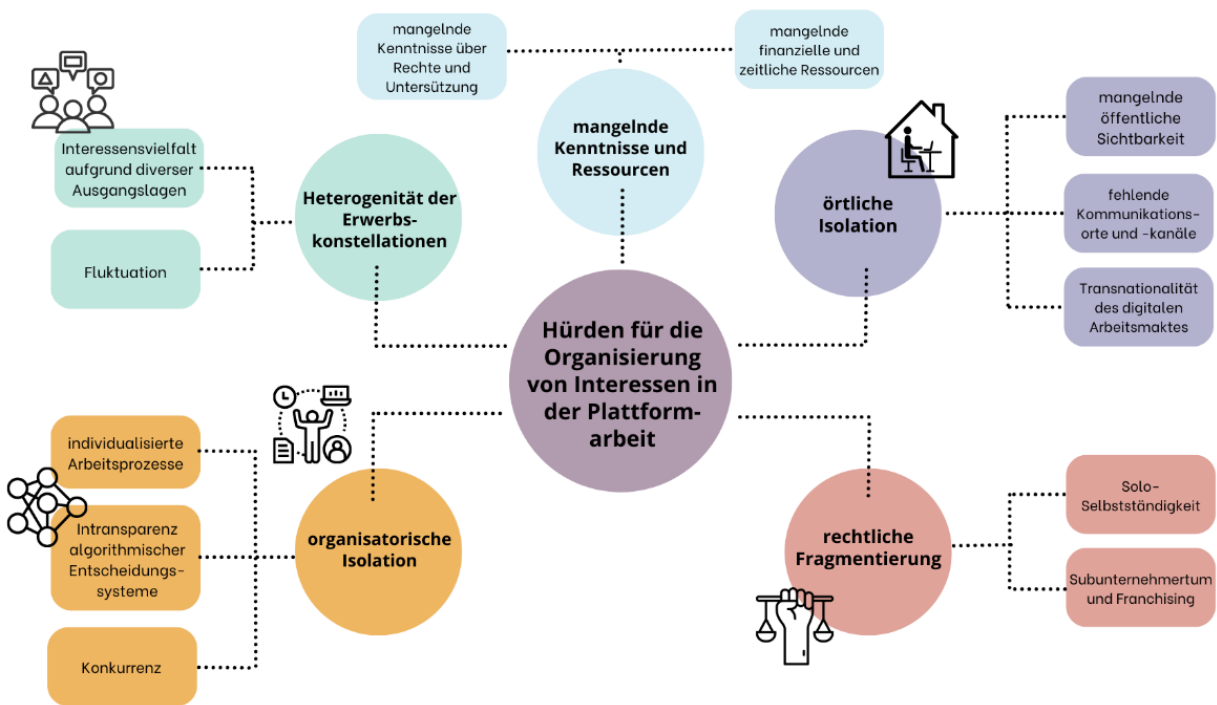 mangelnde
Kenntnisse über
Rechte und
Untersützung
mangelnde
finanzielle und
zeitliche Ressourcen
mangelnde
Kenntnisse und
Ressourcen
Interessensvielfalt
aufgrund diverser
Ausgangslagen
Fluktuation
Heterogenität der
Erwerbs-
konstellationen
örtliche
Isolation
mangelnde
öffentliche
Sichtbarkeit
fehlende
Kommunikations-
orte und -kanäle
Transnationalität
des digitalen
Arbeitsmaktes
Hürden für die
Organisierung
von Interessen in
der Plattform-
arbeit
individualisierte
Arbeitsprozesse
Intransparenz
algorithmischer
Entscheidungs-
systeme
Konkurrenz
organisatorische
Isolation
rechtliche
Fragmentierung
Solo-
Selbstständigkeit
Subunternehmertum
und Franchising